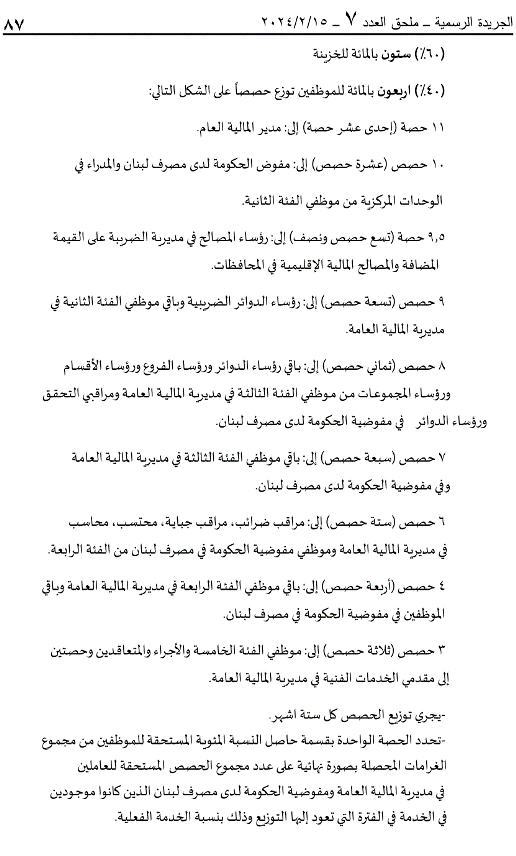 الجريدة الرسمية – ملحق العدد ٧ – ٢٠٢٤/٢/١٥ ٨٧
(٦٠٪) ستون بالمائة للخزينة
(٤٠٪) اربعون بالمائة للموظفين توزع حصصاً على الشكل التالي:
١١ حصة (إحدى عشر حصة) إلى: مدير المالية العام.
١٠ حصص (عشرة حصص) إلى: مفوض الحكومة لدى مصرف لبنان والمدراء في
الوحدات المركزية من موظفي الفئة الثانية.
٩,٥ حصة (تسع حصص ونصف) إلى: رؤساء المصالح في مديرية الضريبة على القيمة
المضافة والمصالح المالية الإقليمية في المحافظات.
٩ حصص (تسعة حصص) إلى: رؤساء الدوائر الضريبية وباقي موظفي الفئة الثانية في
مديرية المالية العامة.
٨ حصص (ثماني حصص) إلى: باقي رؤساء الدوائر ورؤساء الفروع ورؤساء الأقسام
ورؤساء المجموعات من موظفي الفئة الثالثة في مديرية المالية العامة ومراقبي التحقق
ورؤساء الدوائر في مفوضية الحكومة لدى مصرف لبنان.
٧ حصص (سبعة حصص) إلى: باقي موظفي الفئة الثالثة في مديرية المالية العامة
وفي مفوضية الحكومة لدى مصرف لبنان.
٦ حصص (ستة حصص) إلى: مراقب ضرائب، مراقب جباية، محتسب، محاسب
في مديرية المالية العامة وموظفي مفوضية الحكومة في مصرف لبنان من الفئة الرابعة.
٤ حصص (أربعة حصص) إلى: باقي موظفي الفئة الرابعة في مديرية المالية العامة وباقي
الموظفين في مفوضية الحكومة في مصرف لبنان.
٣ حصص (ثلاثة حصص) إلى: موظفي الفئة الخامسة والأجراء والمتعاقدين وحصتين
إلى مقدمي الخدمات الفنية في مديرية المالية العامة.
-يجري توزيع الحصص كل ستة اشهر.
-تحدد الحصة الواحدة بقسمة حاصل النسبة المئوية المستحقة للموظفين من مجموع
الغرامات المحصلة بصورة نهائية على عدد مجموع الحصص المستحقة للعاملين
في مديرية المالية العامة ومفوضية الحكومة لدى مصرف لبنان الذين كانوا موجودين
في الخدمة في الفترة التي تعود إليها التوزيع وذلك بنسبة الخدمة الفعلية.